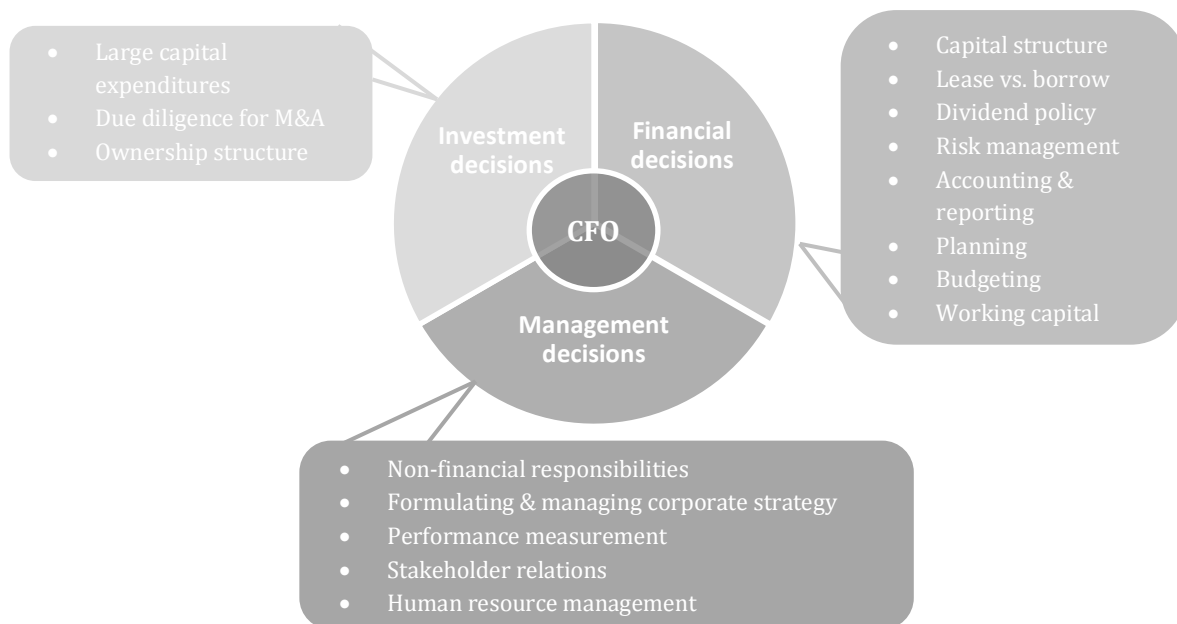 • Large capital
expenditures
• Due diligence for M&A
• Ownership structure
Investment
decisions
Financial
decisions
CFO
Management
decisions
• Capital structure
• Lease vs. borrow
• Dividend policy
• Risk management
• Accounting &
reporting
• Planning
• Budgeting
• Working capital
• Non-financial responsibilities
• Formulating & managing corporate strategy
• Performance measurement
• Stakeholder relations
• Human resource management